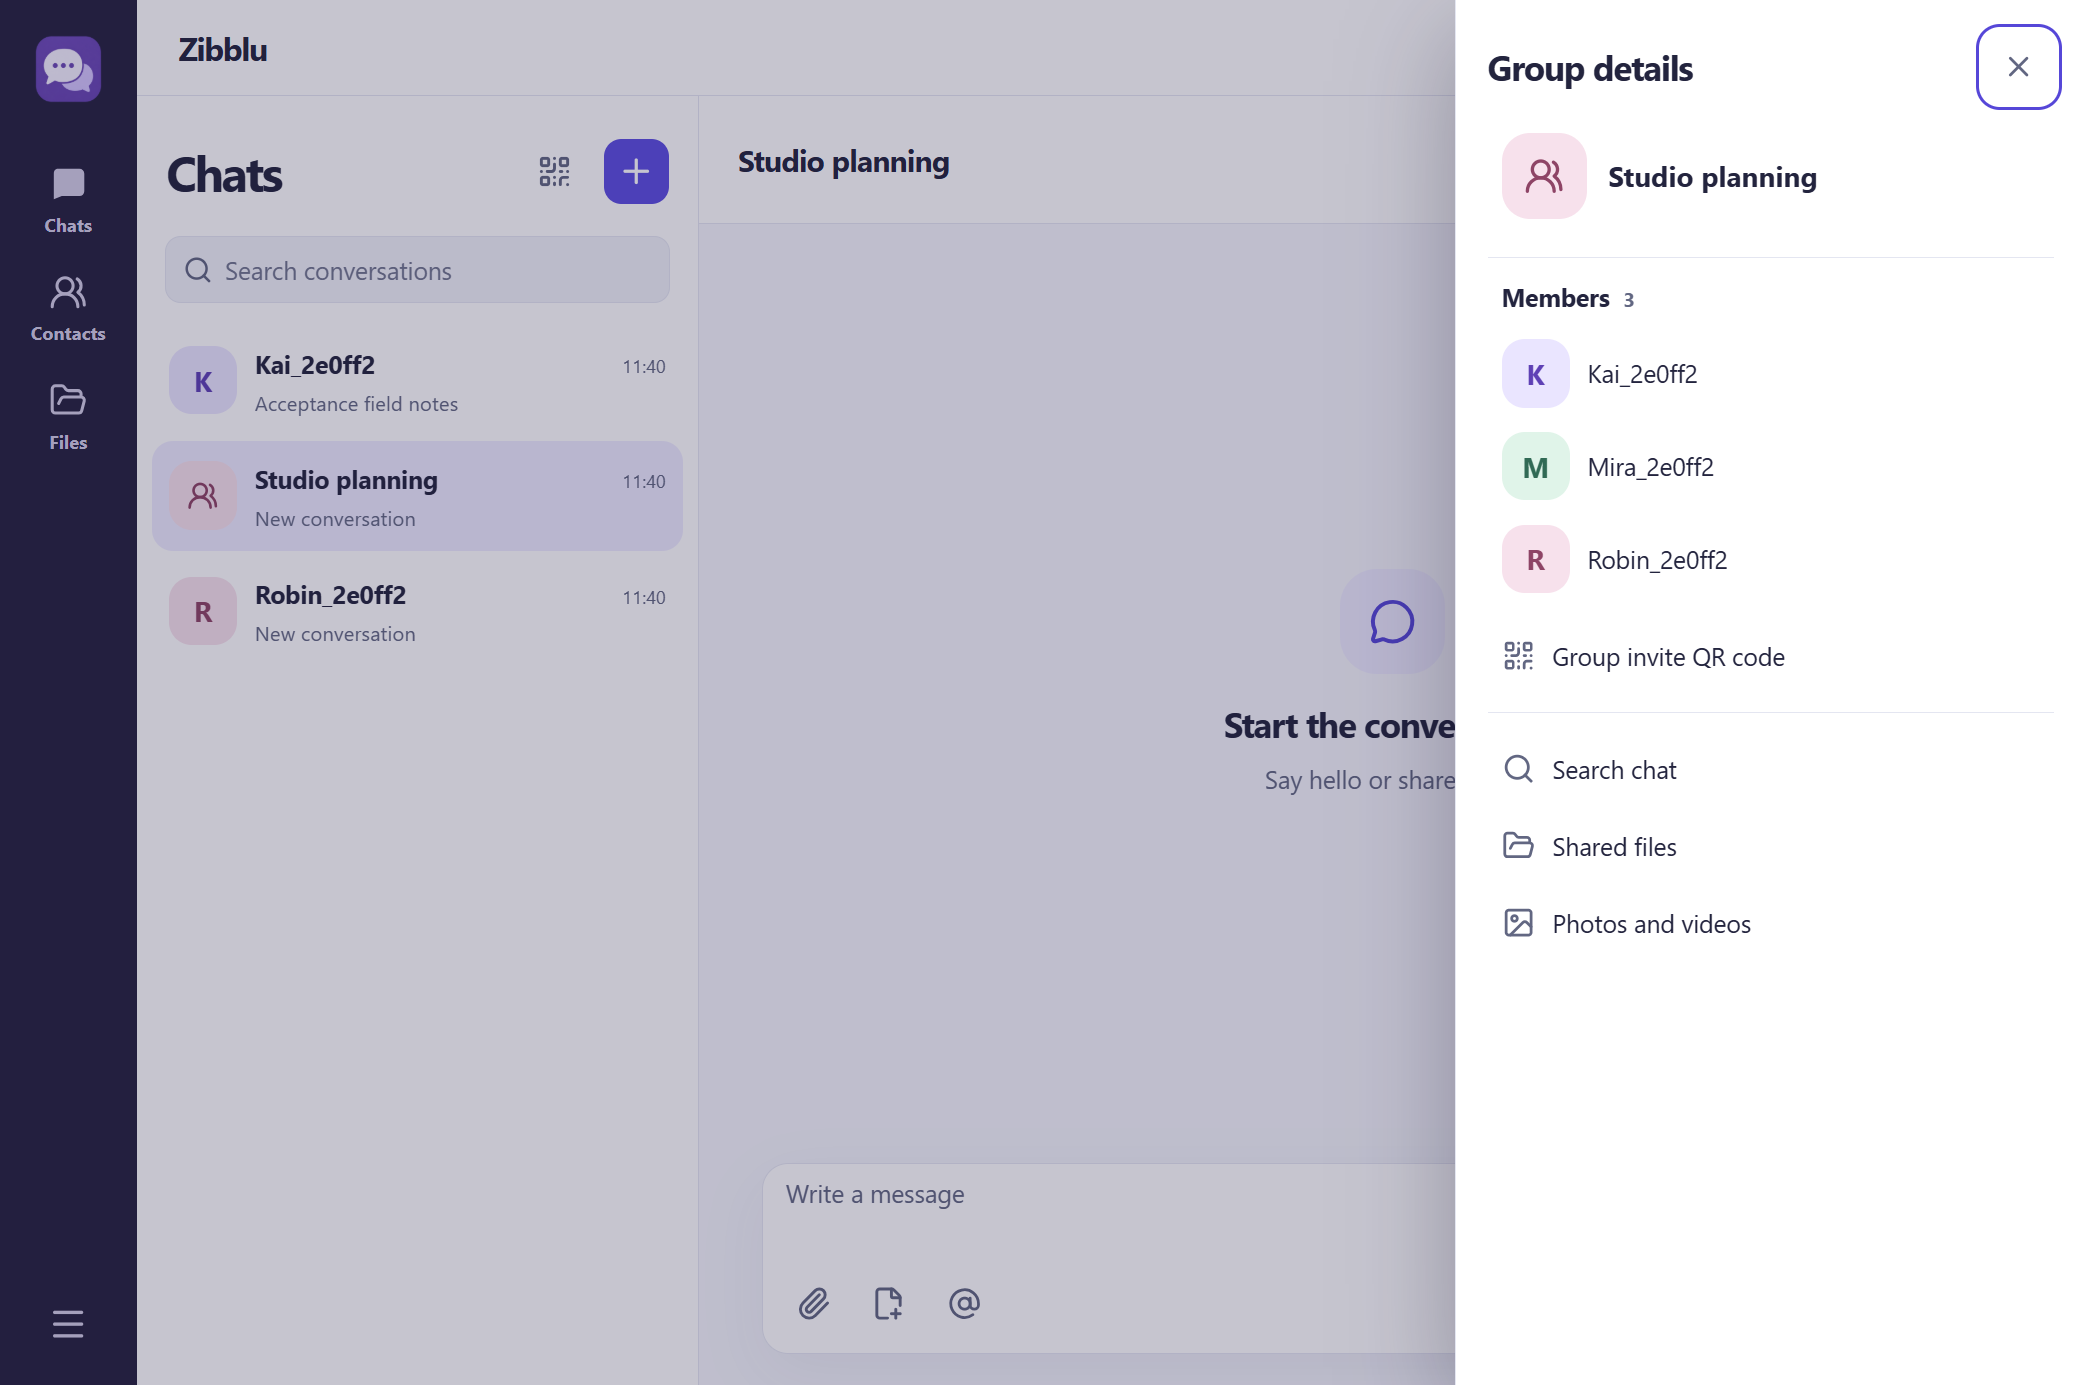 Zibblu
Chats
Contacts
Files
Chats
Search conversations
K
Kai_2e0ff2
11:40
Acceptance field notes
Studio planning
11:40
New conversation
R
Robin_2e0ff2
11:40
New conversation
Studio planning
Start the conve
Say hello or share
Write a message
Group details
Studio planning
Members 3
K
Kai_2e0ff2
M
Mira_2e0ff2
R
Robin_2e0ff2
Group invite QR code
Search chat
Shared files
Photos and videos